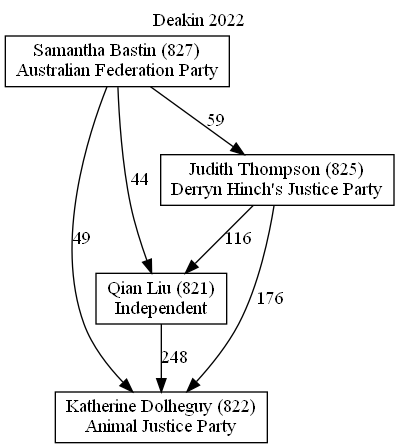 Deakin 2022
Samantha Bastin (827)
Australian Federation Party
59
Judith Thompson (825)
Derryn Hinch's Justice Party
44
49
116
176
Qian Liu (821)
Independent
248
Katherine Dolheguy (822)
Animal Justice Party